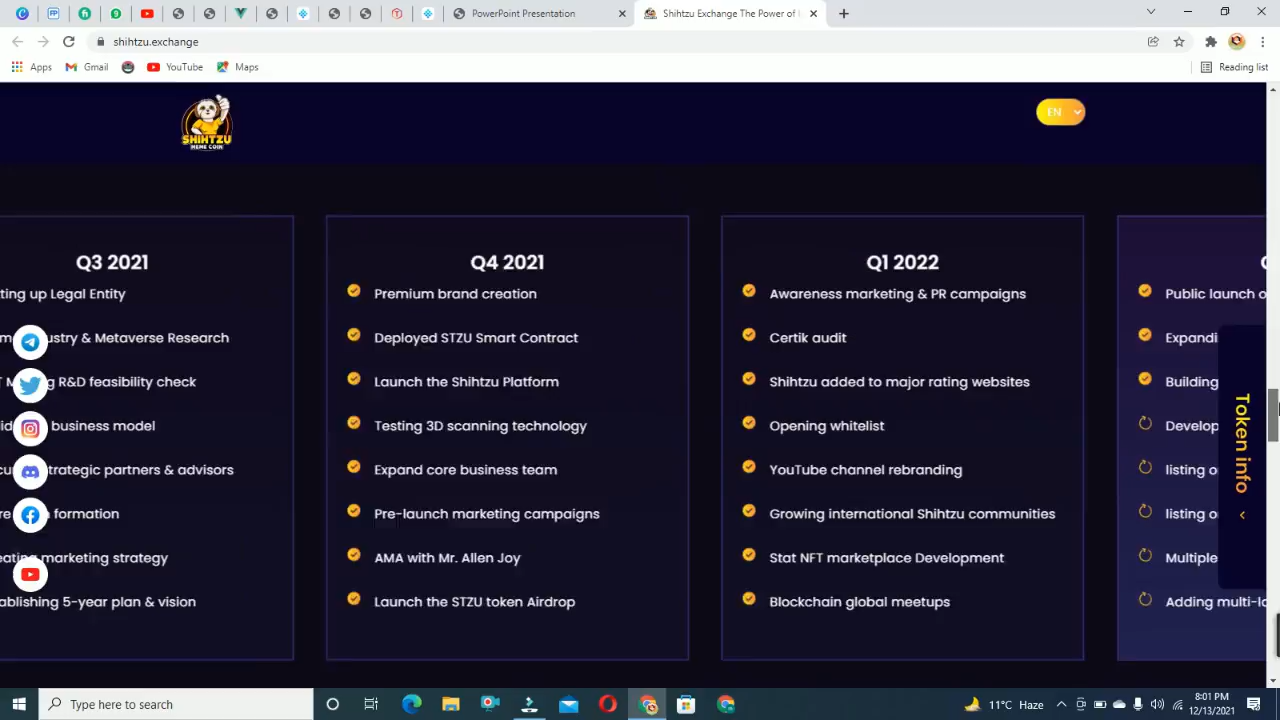 PowerPoint Presentation
Shihtzu Exchange The Power of
shihtzu.exchange
Apps
Gmail
YouTube
Maps
Reading list
SHIHTZU
MEME COIN
EN
Q3 2021
ting up Legal Entity
ustry & Metaverse Research
R&D feasibility check
business model
trategic partners & advisors
formation
eating marketing strategy
ablishing 5-year plan & vision
Q4 2021
Premium brand creation
Deployed STZU Smart Contract
Launch the Shihtzu Platform
Testing 3D scanning technology
Expand core business team
Pre-launch marketing campaigns
AMA with Mr. Allen Joy
Launch the STZU token Airdrop
Q1 2022
Awareness marketing & PR campaigns
Certik audit
Shihtzu added to major rating websites
Opening whitelist
YouTube channel rebranding
Growing international Shihtzu communities
Stat NFT marketplace Development
Blockchain global meetups
Public launch o
Expandi
Building
Develop
listing o
listing o
Multiple
Adding multi-la
Token info
Type here to search
11°C Haze
8:01 PM
12/13/2021